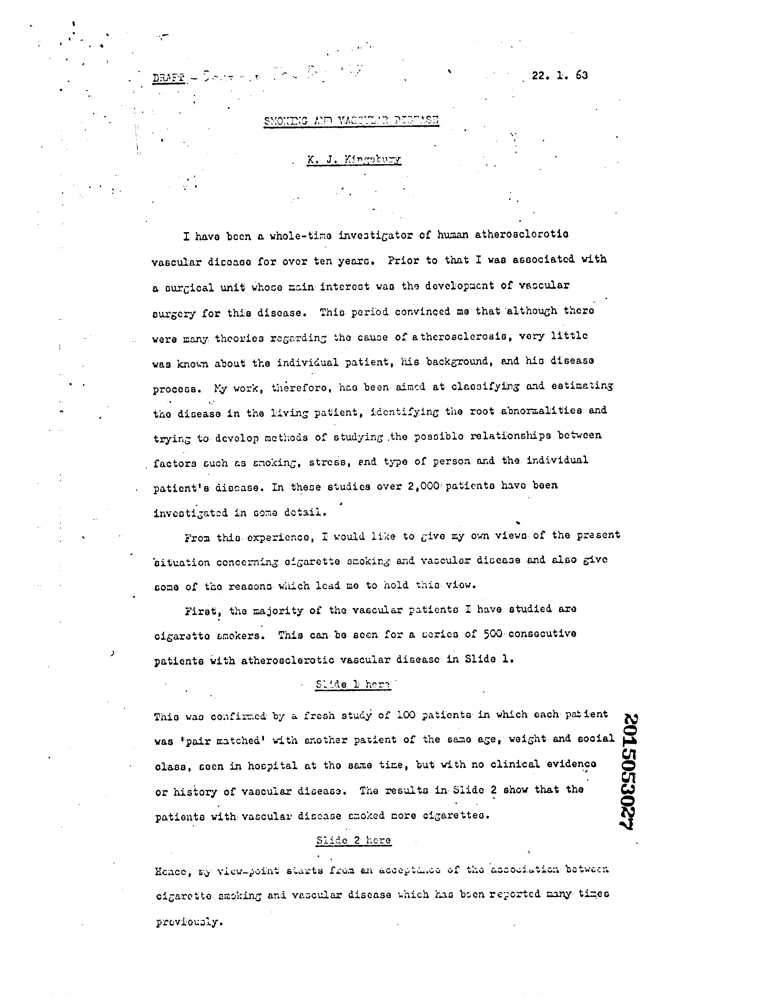 DRAFT -
22. 1. 63
SMOKING AND VASCULAR DISEASE
K. J. Kingsbury
I have been a whole-time investigator of human atherosclerotic
vascular disease for over ten years. Prior to that I was associated with
a surgical unit whose main interest was the development of vascular
surgery for this disease. This period convinced me that although there
were many theories regarding the cause of atherosclerosis, very little
was known about the individual patient, his background, and his disease
process. My work, therefore, has been aimed at classifying and estimating
the disease in the living patient, identifying the root abnormalities and
trying to develop methods of studying the possible relationships between
factors such as smoking, stress, and type of person and the individual
patient's disease. In these studies over 2,000 patients have been
investigated in some detail.
From this experience, I would like to give my own views of the present
situation concerning cigarette smoking and vascular disease and also give
some of the reasons which lead me to hold this view.
First, the majority of the vascular patients I have studied are
cigarette smokers. This can be seen for a series of 500 consecutive
patients with atherosclerotic vascular disease in Slide 1.
Slide 1 here
This was confirmed by a fresh study of 100 patients in which each patient
was 'pair matched' with another patient of the same age, weight and social
class, seen in hospital at the same time, but with no clinical evidence
or history of vascular disease. The results in Slide 2 show that the
patients with vascular disease smoked more cigarettes.
Slide 2 here
Hence, my view-point starts from an acceptance of the association between
cigarette smoking and vascular disease which has been reported many times
previously.
2015053027